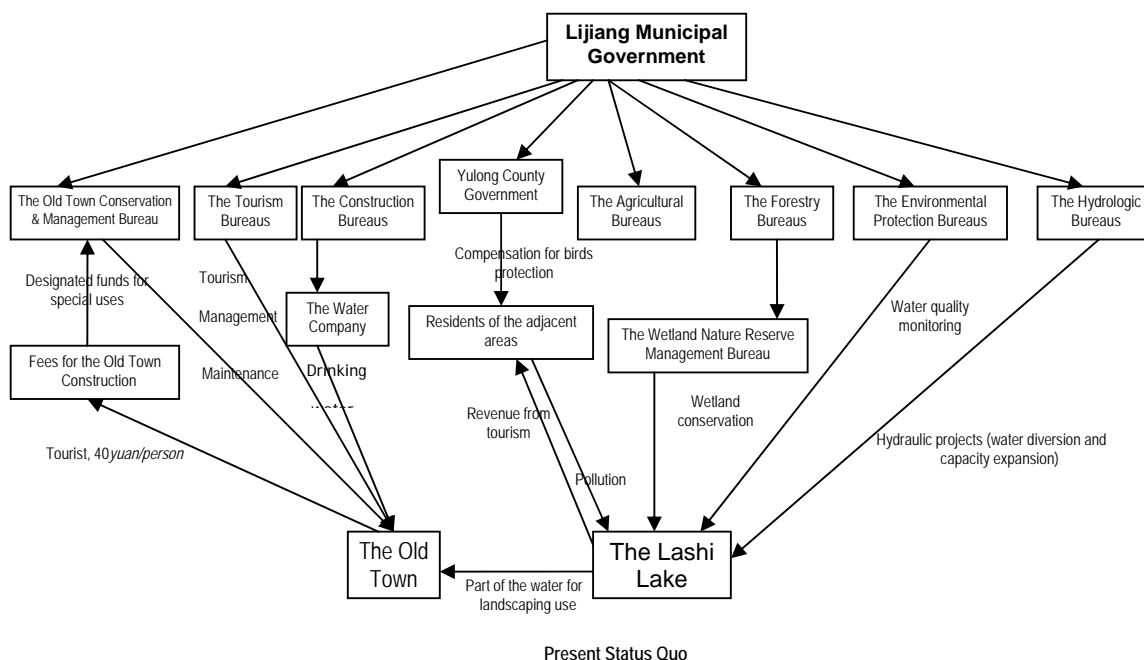 Lijiang Municipal
Government
The Old Town Conservation
& Management Bureau
The Tourism
Bureaus
The Construction
Bureaus
Yulong County
Government
The Agricultural
Bureaus
The Forestry
Bureaus
The Environmental
Protection Bureaus
The Hydrologic
Bureaus
Designated funds for
special uses
Tourism
Management
Compensation for birds
protection
Water quality
monitoring
The Water
Company
Residents of the adjacent
areas
The Wetland Nature Reserve
Management Bureau
Fees for the Old Town
Construction
Maintenance
Drinking
Revenue from
tourism
Wetland
conservation
Tourist, 40yuan/person
Pollution
Hydraulic projects (water diversion and
capacity expansion)
The Old
Town
The Lashi
Lake
Part of the water for
landscaping use
Present Status Quo